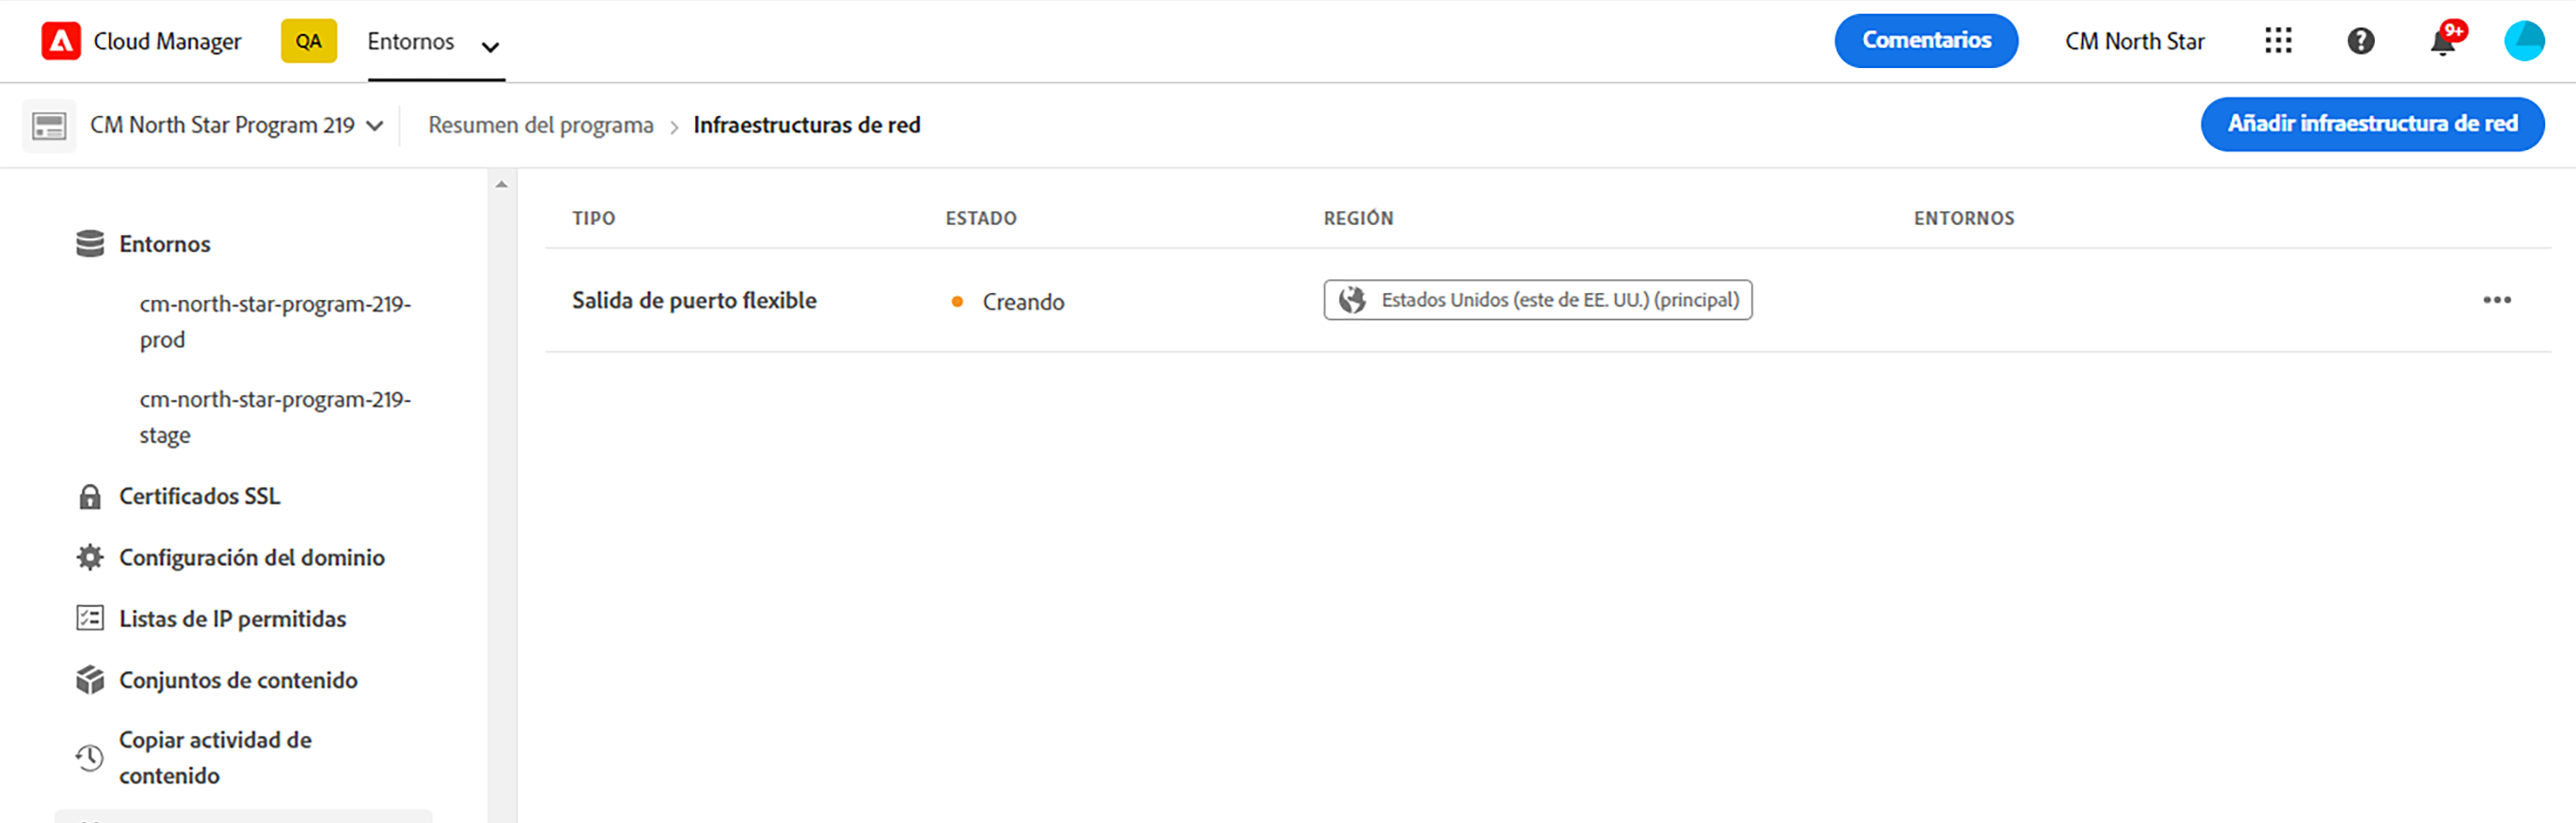 Cloud Manager QA Entornos Comentarios CM North Star 9+
CM North Star Program 219 Resumen del programa Infraestructuras de red Añadir infraestructura de red
TIPO ESTADO REGIÓN ENTORNOS
Entornos
Salida de puerto flexible Creando Estados Unidos (este de EE. UU.) (principal)
cm-north-star-program-219-
prod
cm-north-star-program-219-
stage
Certificados SSL
Configuración del dominio
Listas de IP permitidas
Conjuntos de contenido
Copiar actividad de
contenido